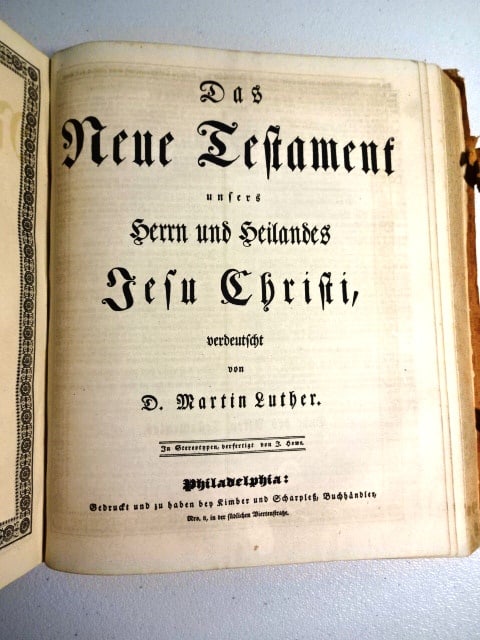 Das
Neue Testament
unsers
Herrn und Heilandes
Jesu Christi,
verdeutscht
von
D. Martin Luther.
In Stereotypen, verfertigt von J. Howe.
Philadelphia:
Gedruckt und zu haben bey Kimber und Scharpleß, Buchhändler,
Nro. 8, in der südlichen Viertenstraße.